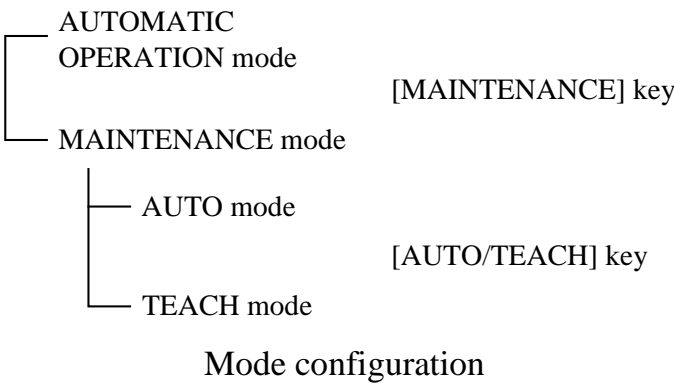 AUTOMATIC
OPERATION mode
[MAINTENANCE] key
MAINTENANCE mode
AUTO mode
[AUTO/TEACH] key
TEACH mode
Mode configuration